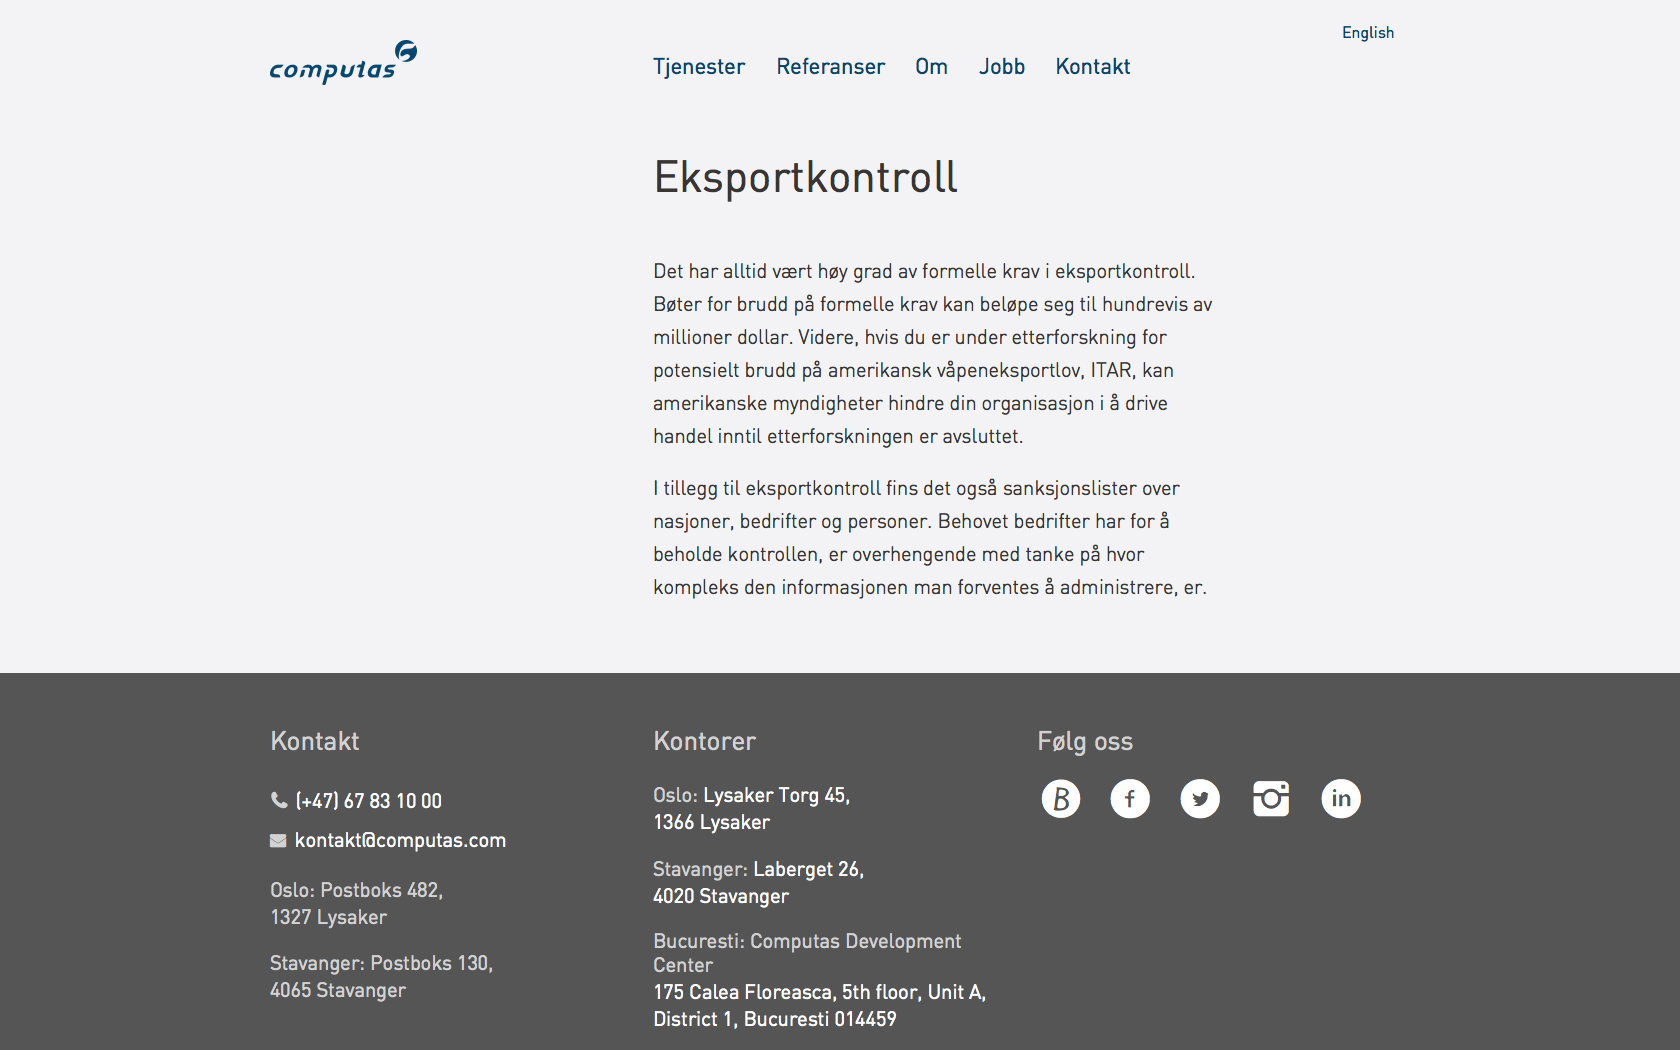 English
computas
Tjenester Referanser Om Jobb Kontakt
Eksportkontroll
Det har alltid vært høy grad av formelle krav i eksportkontroll.
Bøter for brudd på formelle krav kan beløpe seg til hundrevis av
millioner dollar. Videre, hvis du er under etterforskning for
potensielt brudd på amerikansk våpeneksportlov, ITAR, kan
amerikanske myndigheter hindre din organisasjon i å drive
handel inntil etterforskningen er avsluttet.
I tillegg til eksportkontroll fins det også sanksjonslister over
nasjoner, bedrifter og personer. Behovet bedrifter har for å
beholde kontrollen, er overhengende med tanke på hvor
kompleks den informasjonen man forventes å administrere, er.
Kontakt
(+47) 67 83 10 00
kontakt@computas.com
Oslo: Postboks 482,
1327 Lysaker
Stavanger: Postboks 130,
4065 Stavanger
Kontorer
Oslo: Lysaker Torg 45,
1366 Lysaker
Stavanger: Laberget 26,
4020 Stavanger
Bucuresti: Computas Development
Center
175 Calea Floreasca, 5th floor, Unit A,
District 1, Bucuresti 014459
Følg oss
B f in